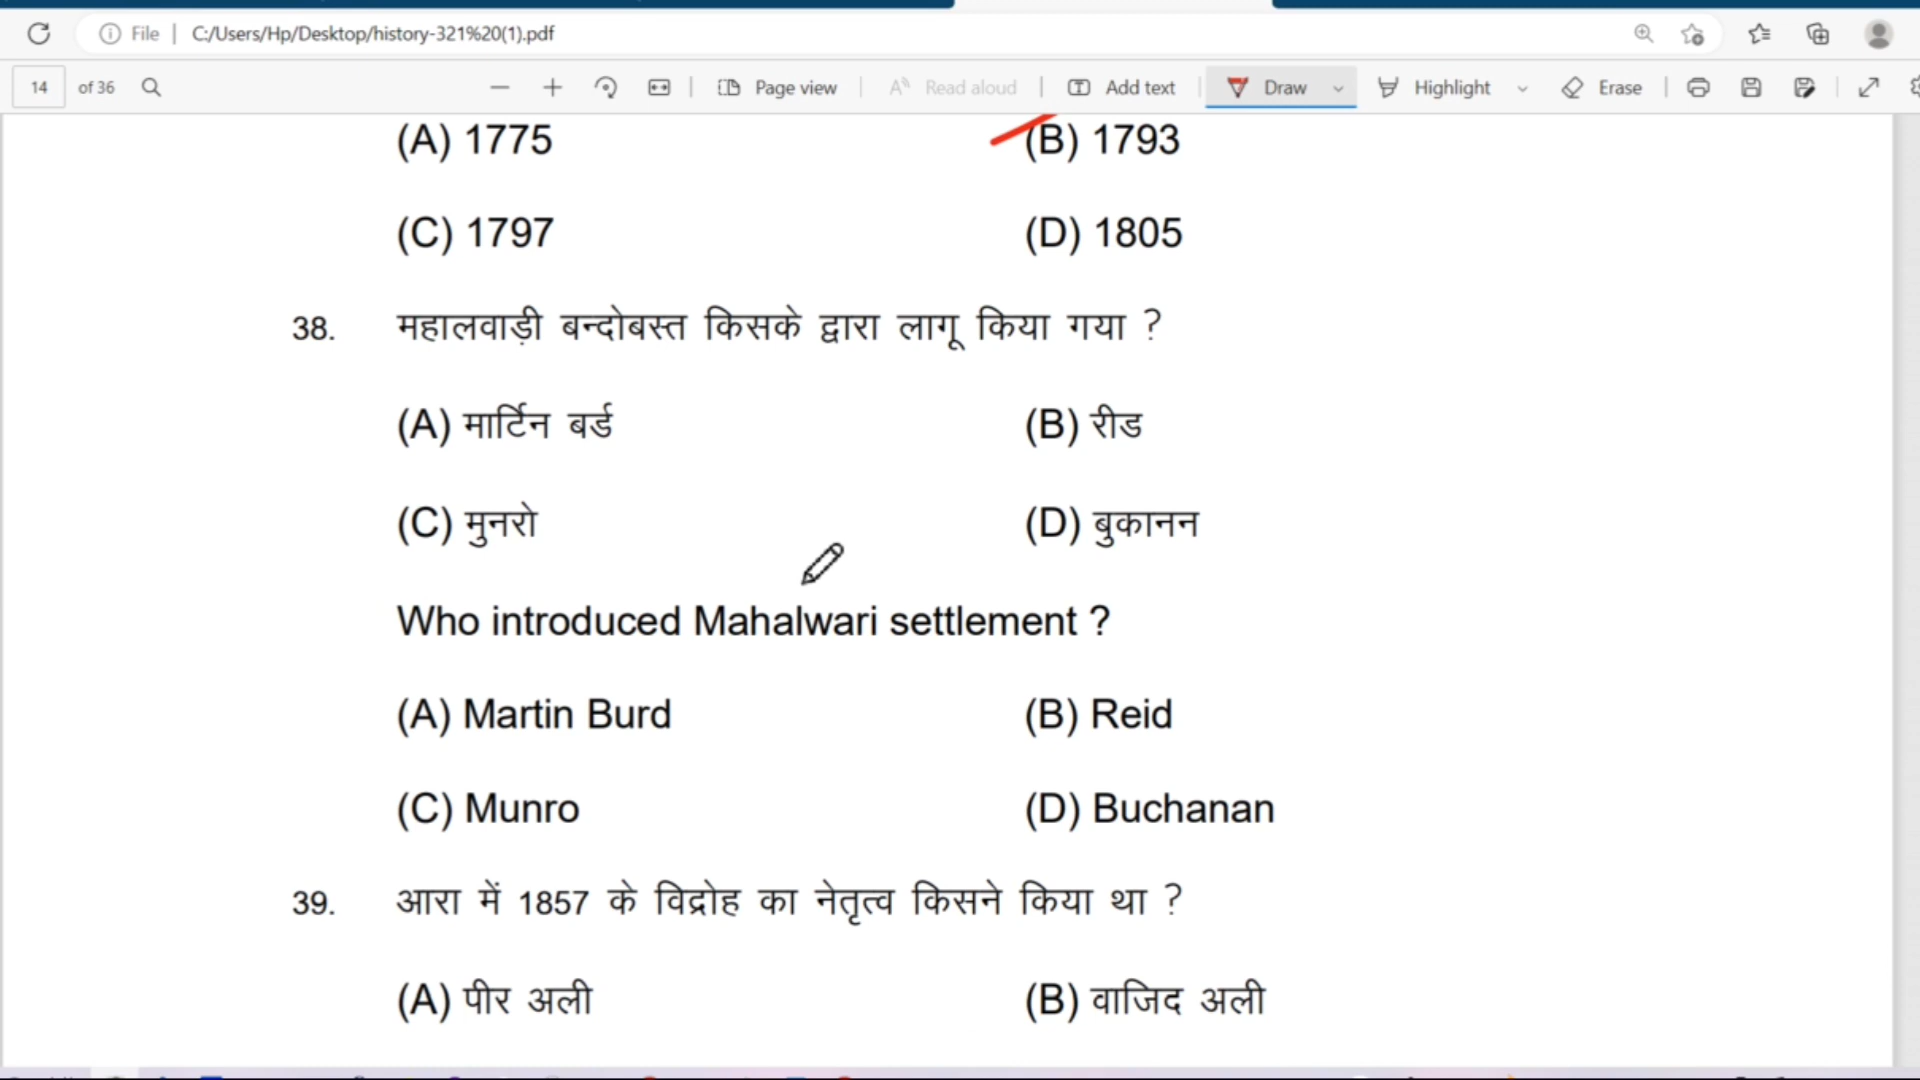 File | C:/Users/Hp/Desktop/history-321%20(1).pdf
14 of 36 Page view Read aloud Add text Draw Highlight Erase
(A) 1775 (B) 1793
(C) 1797 (D) 1805
38. महालवाड़ी बन्दोबस्त किसके द्वारा लागू किया गया ?
(A) मार्टिन बर्ड (B) रीड
(C) मुनरो (D) बुकानन
Who introduced Mahalwari settlement ?
(A) Martin Burd (B) Reid
(C) Munro (D) Buchanan
39. आरा में 1857 के विद्रोह का नेतृत्व किसने किया था ?
(A) पीर अली (B) वाजिद अली